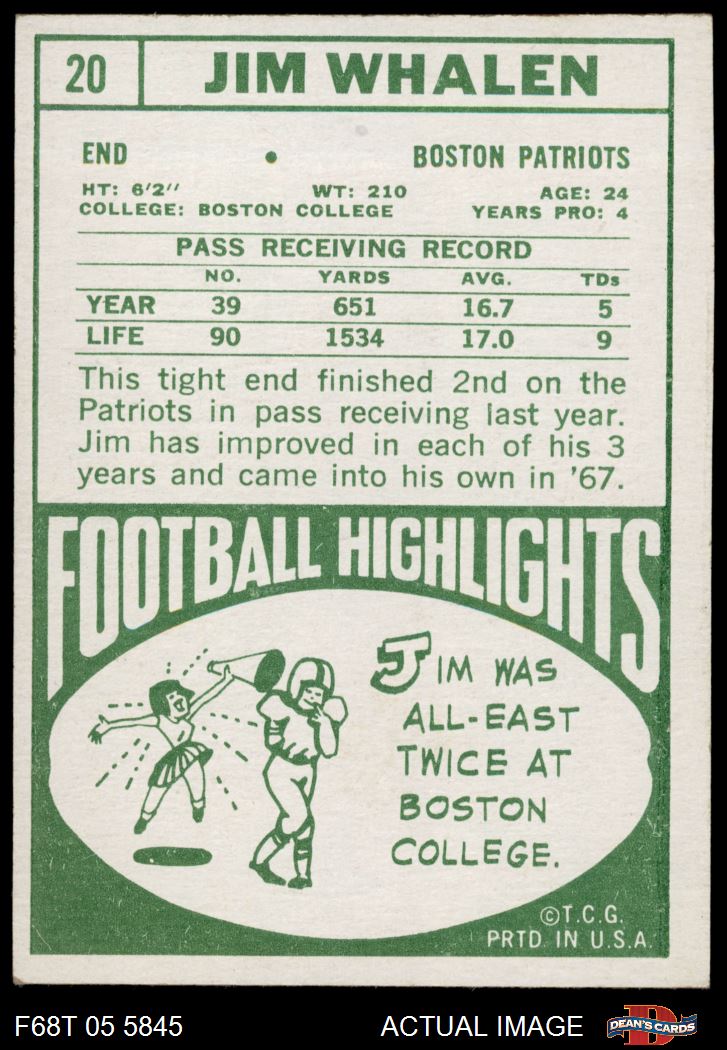 20 JIM WHALEN
END • BOSTON PATRIOTS
HT: 6'2" WT: 210 AGE: 24
COLLEGE: BOSTON COLLEGE YEARS PRO: 4
PASS RECEIVING RECORD
NO. YARDS AVG. TDs
YEAR 39 651 16.7 5
LIFE 90 1534 17.0 9
This tight end finished 2nd on the
Patriots in pass receiving last year.
Jim has improved in each of his 3
years and came into his own in '67.
FOOTBALL HIGHLIGHTS
JIM WAS
ALL-EAST
TWICE AT
BOSTON
COLLEGE.
©T.C.G.
PRTD. IN U.S.A.
F68T 05 5845 ACTUAL IMAGE D DEAN'S CARDS